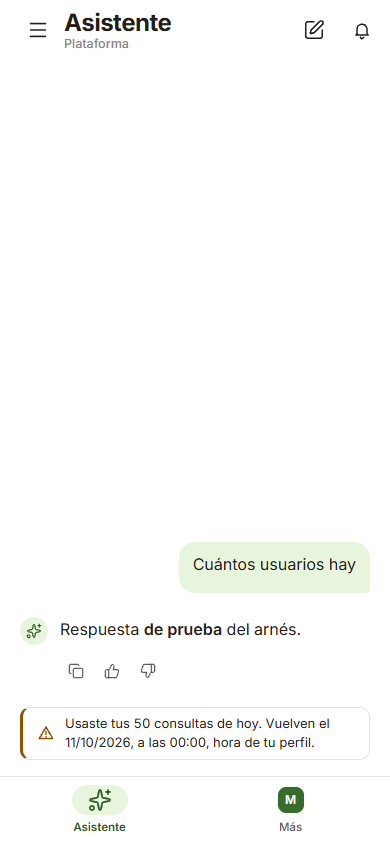 Asistente
Plataforma
Cuántos usuarios hay
Respuesta de prueba del arnés.
Usaste tus 50 consultas de hoy. Vuelven el
11/10/2026, a las 00:00, hora de tu perfil.
M
Asistente
Más